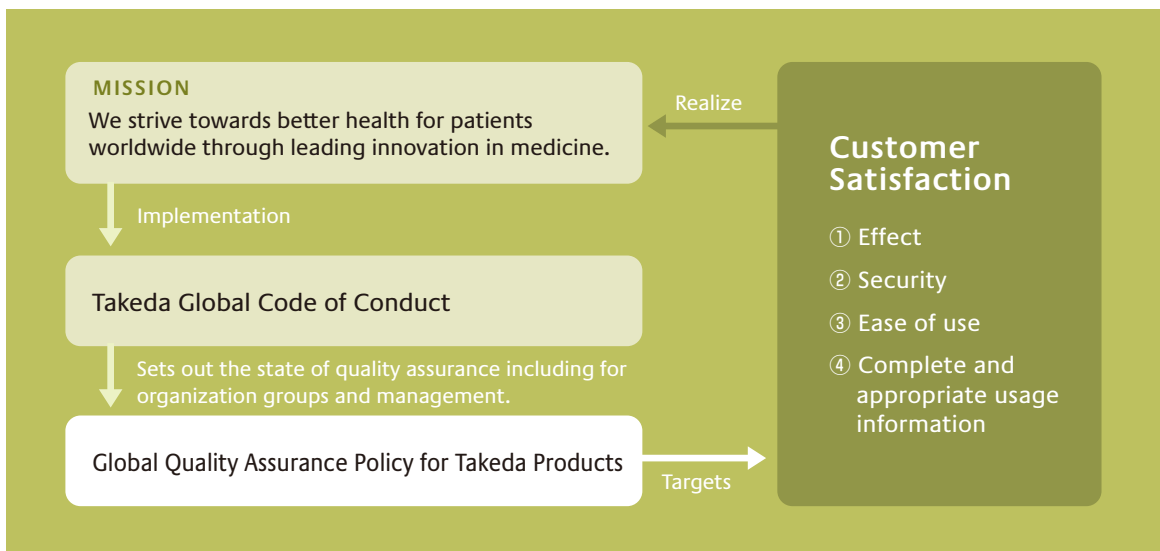 MISSION
We strive towards better health for patients
worldwide through leading innovation in medicine.
Implementation
Takeda Global Code of Conduct
Sets out the state of quality assurance including for
organization groups and management.
Global Quality Assurance Policy for Takeda Products
Targets
Realize
Customer
Satisfaction
① Effect
② Security
③ Ease of use
④ Complete and
appropriate usage
information